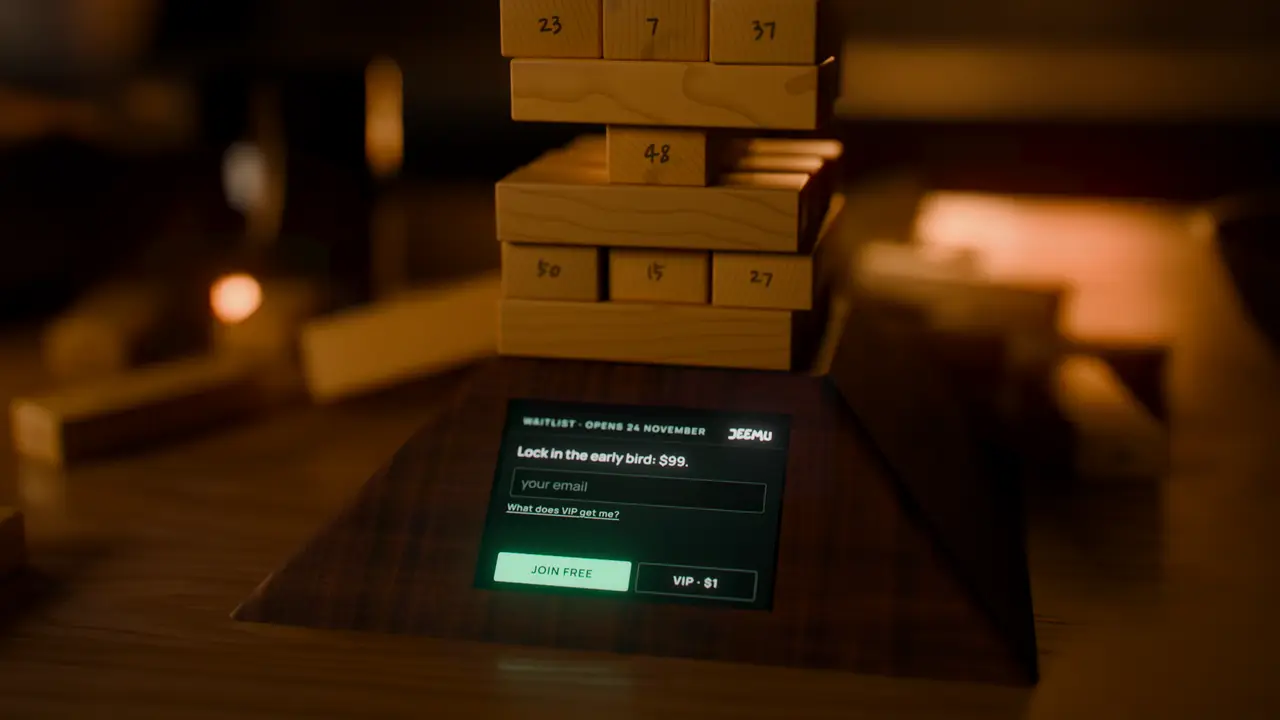 23 7 37
48
50 15 27
WAITLIST · OPENS 24 NOVEMBER JEEMU
Lock in the early bird: $99.
your email
What does VIP get me?
JOIN FREE VIP · $1